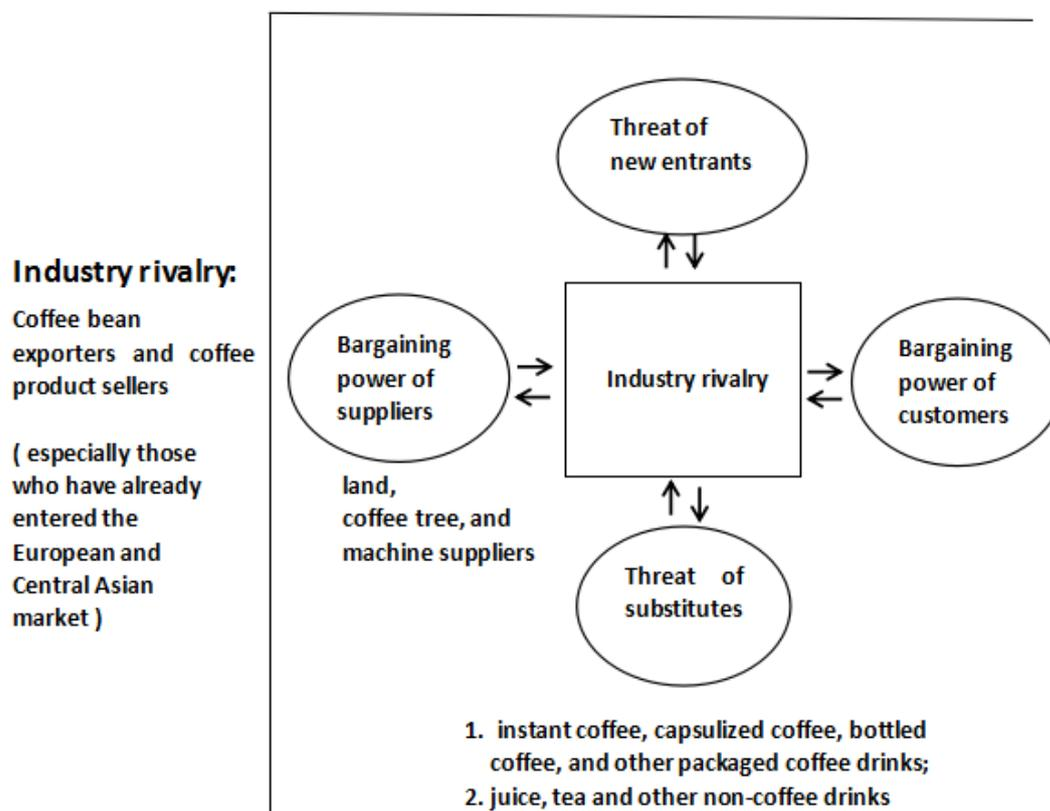 Threat of
new entrants
Industry rivalry:
Coffee bean
exporters and coffee
product sellers
( especially those
who have already
entered the
European and
Central Asian
market )
Bargaining
power of
suppliers
land,
coffee tree, and
machine suppliers
Industry rivalry
Bargaining
power of
customers
Threat of
substitutes
1. instant coffee, capsulized coffee, bottled
coffee, and other packaged coffee drinks;
2. juice, tea and other non-coffee drinks